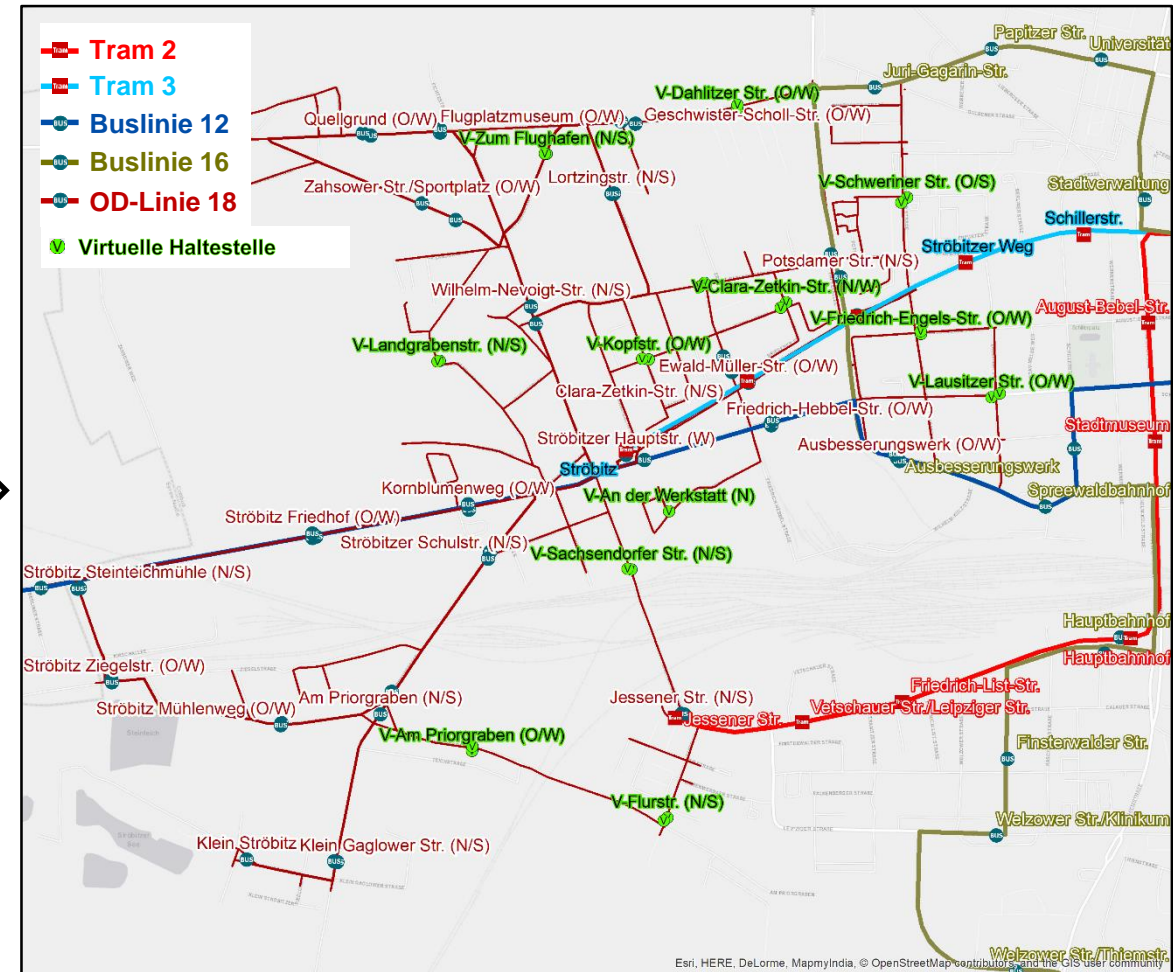 Tram 2
Tram 3
Buslinie 12
Buslinie 16
OD-Linie 18
Virtuelle Haltestelle
Papitzer Str.
Universität
Juri-Gagarin-Str.
V-Dahlitzer Str. (O/W)
Quellgrund (O/W)
Flugplatzmuseum (O/W)
Geschwister-Scholl-Str. (O/W)
V-Zum Flughafen (N/S)
Lortzingstr. (N/S)
Zahsower-Str./Sportplatz (O/W)
V-Schweriner Str. (O/S)
Stadtverwaltung
Schillerstr.
Ströbitzer Weg
Potsdamer Str. (N/S)
Wilhelm-Nevoigt-Str. (N/S)
V-Clara-Zetkin-Str. (N/W)
August-Bebel-Str.
V-Friedrich-Engels-Str. (O/W)
V-Landgrabenstr. (N/S)
V-Kopfstr. (O/W)
Ewald-Müller-Str. (O/W)
V-Lausitzer Str. (O/W)
Clara-Zetkin-Str. (N/S)
Friedrich-Hebbel-Str. (O/W)
Stadtmuseum
Ströbitzer Hauptstr. (W)
Ausbesserungswerk (O/W)
Ströbitz
Ausbesserungswerk
Kornblumenweg (O/W)
V-An der Werkstatt (N)
Spreewaldbahnhof
Ströbitz Friedhof (O/W)
Ströbitzer Schulstr. (N/S)
V-Sachsendorfer Str. (N/S)
Ströbitz Steinteichmühle (N/S)
Hauptbahnhof
Hauptbahnhof
Ströbitz Ziegelstr. (O/W)
Friedrich-List-Str.
Am Priorgraben (N/S)
Jessener Str. (N/S)
Vetschauer Str./Leipziger Str.
Ströbitz Mühlenweg (O/W)
Jessener Str.
V-Am Priorgraben (O/W)
Finsterwalder Str.
V-Flurstr. (N/S)
Welzower Str./Klinikum
Klein Ströbitz
Klein Gaglower Str. (N/S)
Welzower Str./Thiemstr.
Esri, HERE, DeLorme, MapmyIndia, © OpenStreetMap contributors, and the GIS user community